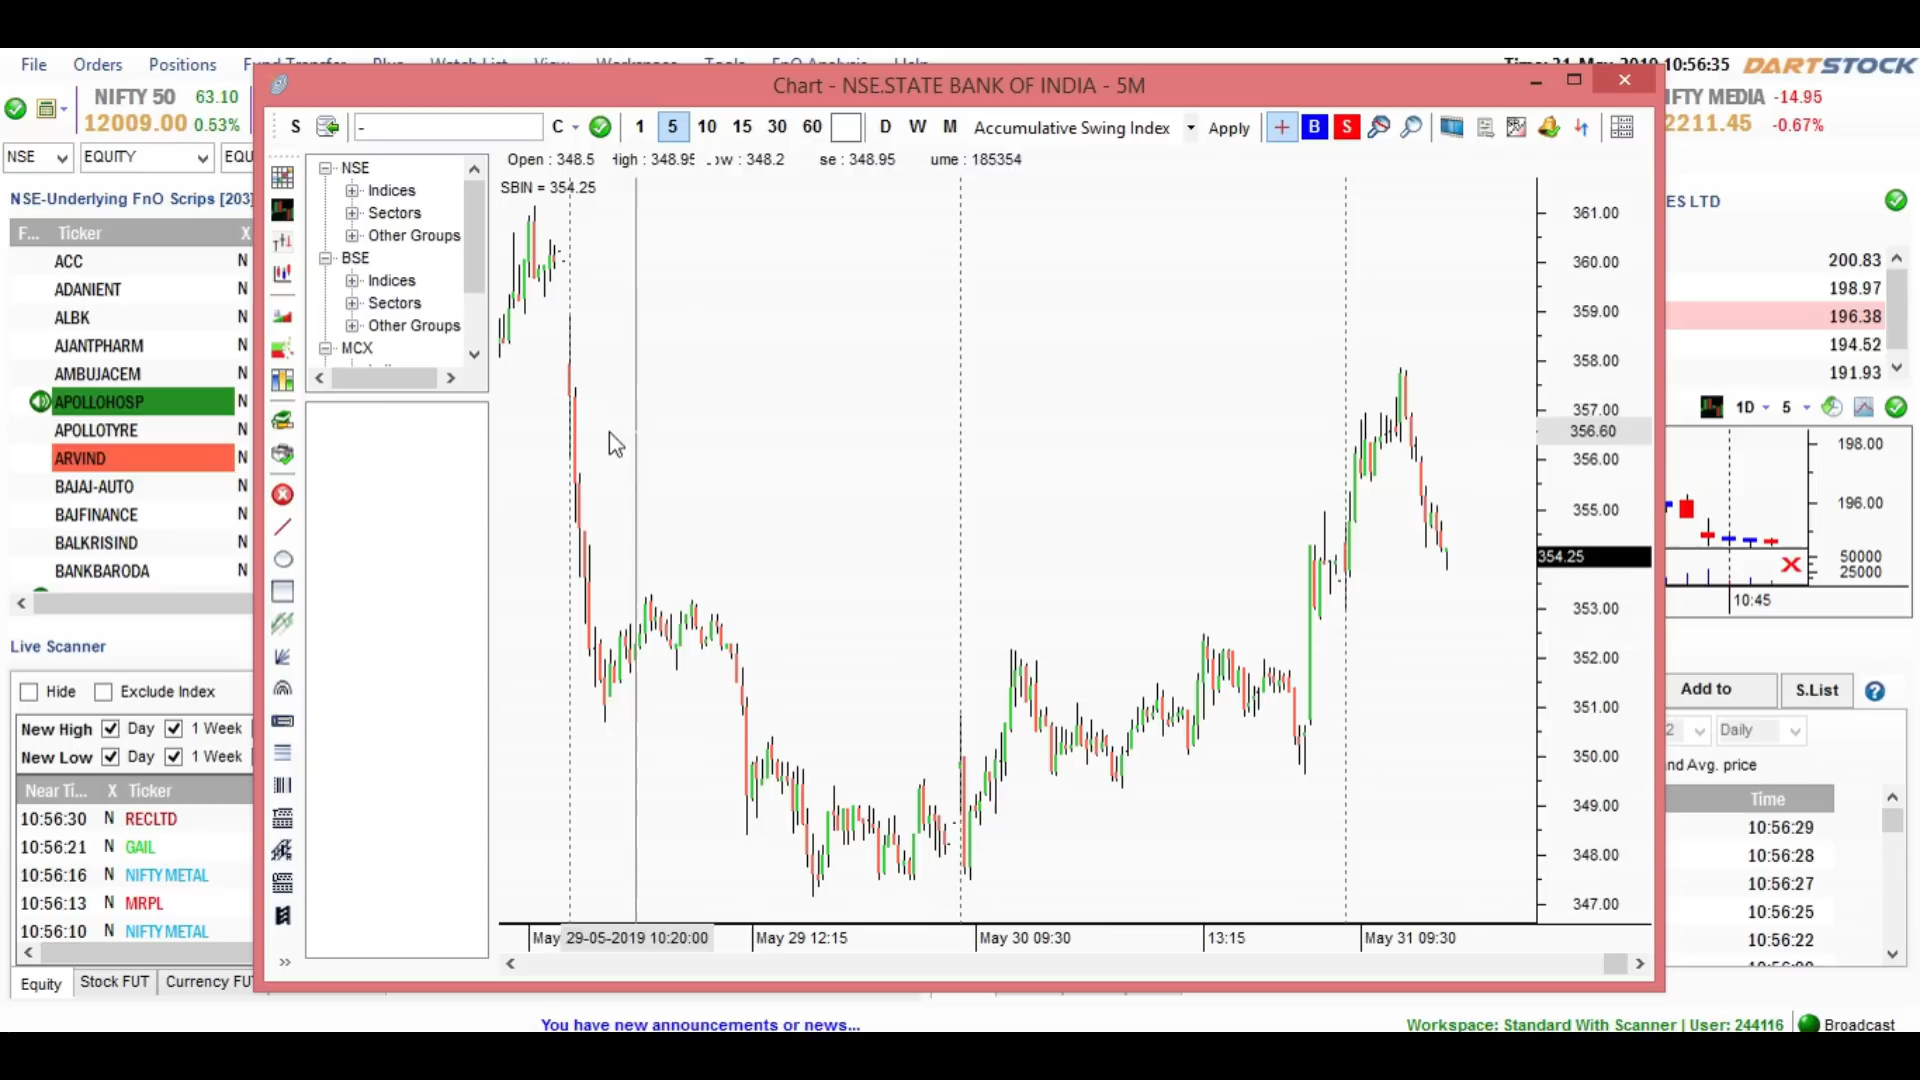 File Orders Positions
Chart - NSE.STATE BANK OF INDIA - 5M
10:56:35 DARTSTOCK
NIFTY 50 63.10
12009.00 0.53%
IFTY MEDIA -14.95
2211.45 -0.67%
S - C 1 5 10 15 30 60 D W M Accumulative Swing Index Apply B S
NSE EQUITY EQU
Open : 348.5 High : 348.95 348.2 se : 348.95 ume : 185354
SBIN = 354.25
NSE
Indices
Sectors
Other Groups
BSE
Indices
Sectors
Other Groups
MCX
NSE-Underlying FnO Scrips [203]
F... Ticker X
ACC N
ADANIENT N
ALBK N
AJANTPHARM N
AMBUJACEM N
APOLLOHOSP N
APOLLOTYRE N
ARVIND N
BAJAJ-AUTO N
BAJFINANCE N
BALKRISIND N
BANKBARODA N
361.00
360.00
359.00
358.00
357.00
356.60
356.00
355.00
354.25
353.00
352.00
351.00
350.00
349.00
348.00
347.00
May 29-05-2019 10:20:00 May 29 12:15 May 30 09:30 13:15 May 31 09:30
ES LTD
200.83
198.97
196.38
194.52
191.93
1D 5
198.00
196.00
50000
25000
10:45
Live Scanner
Hide Exclude Index
New High Day 1 Week
New Low Day 1 Week
Near Ti... X Ticker
10:56:30 N RECLTD
10:56:21 N GAIL
10:56:16 N NIFTY METAL
10:56:13 N MRPL
10:56:10 N NIFTY METAL
Equity Stock FUT Currency FUT
Add to S.List
2 Daily
nd Avg. price
Time
10:56:29
10:56:28
10:56:27
10:56:25
10:56:22
You have new announcements or news...
Workspace: Standard With Scanner | User: 244116 Broadcast